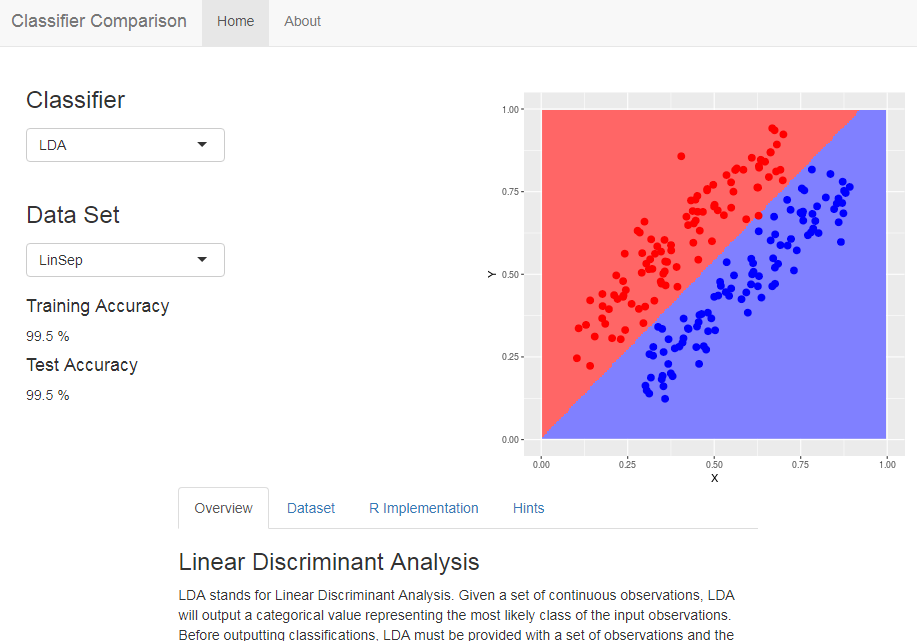 Classifier Comparison Home About
Classifier
LDA
Data Set
LinSep
Training Accuracy
99.5 %
Test Accuracy
99.5 %
1.00
0.75
0.50
0.25
0.00
Y
0.00 0.25 0.50 0.75 1.00
X
Overview Dataset R Implementation Hints
Linear Discriminant Analysis
LDA stands for Linear Discriminant Analysis. Given a set of continuous observations, LDA
will output a categorical value representing the most likely class of the input observations.
Before outputting classifications, LDA must be provided with a set of observations and the